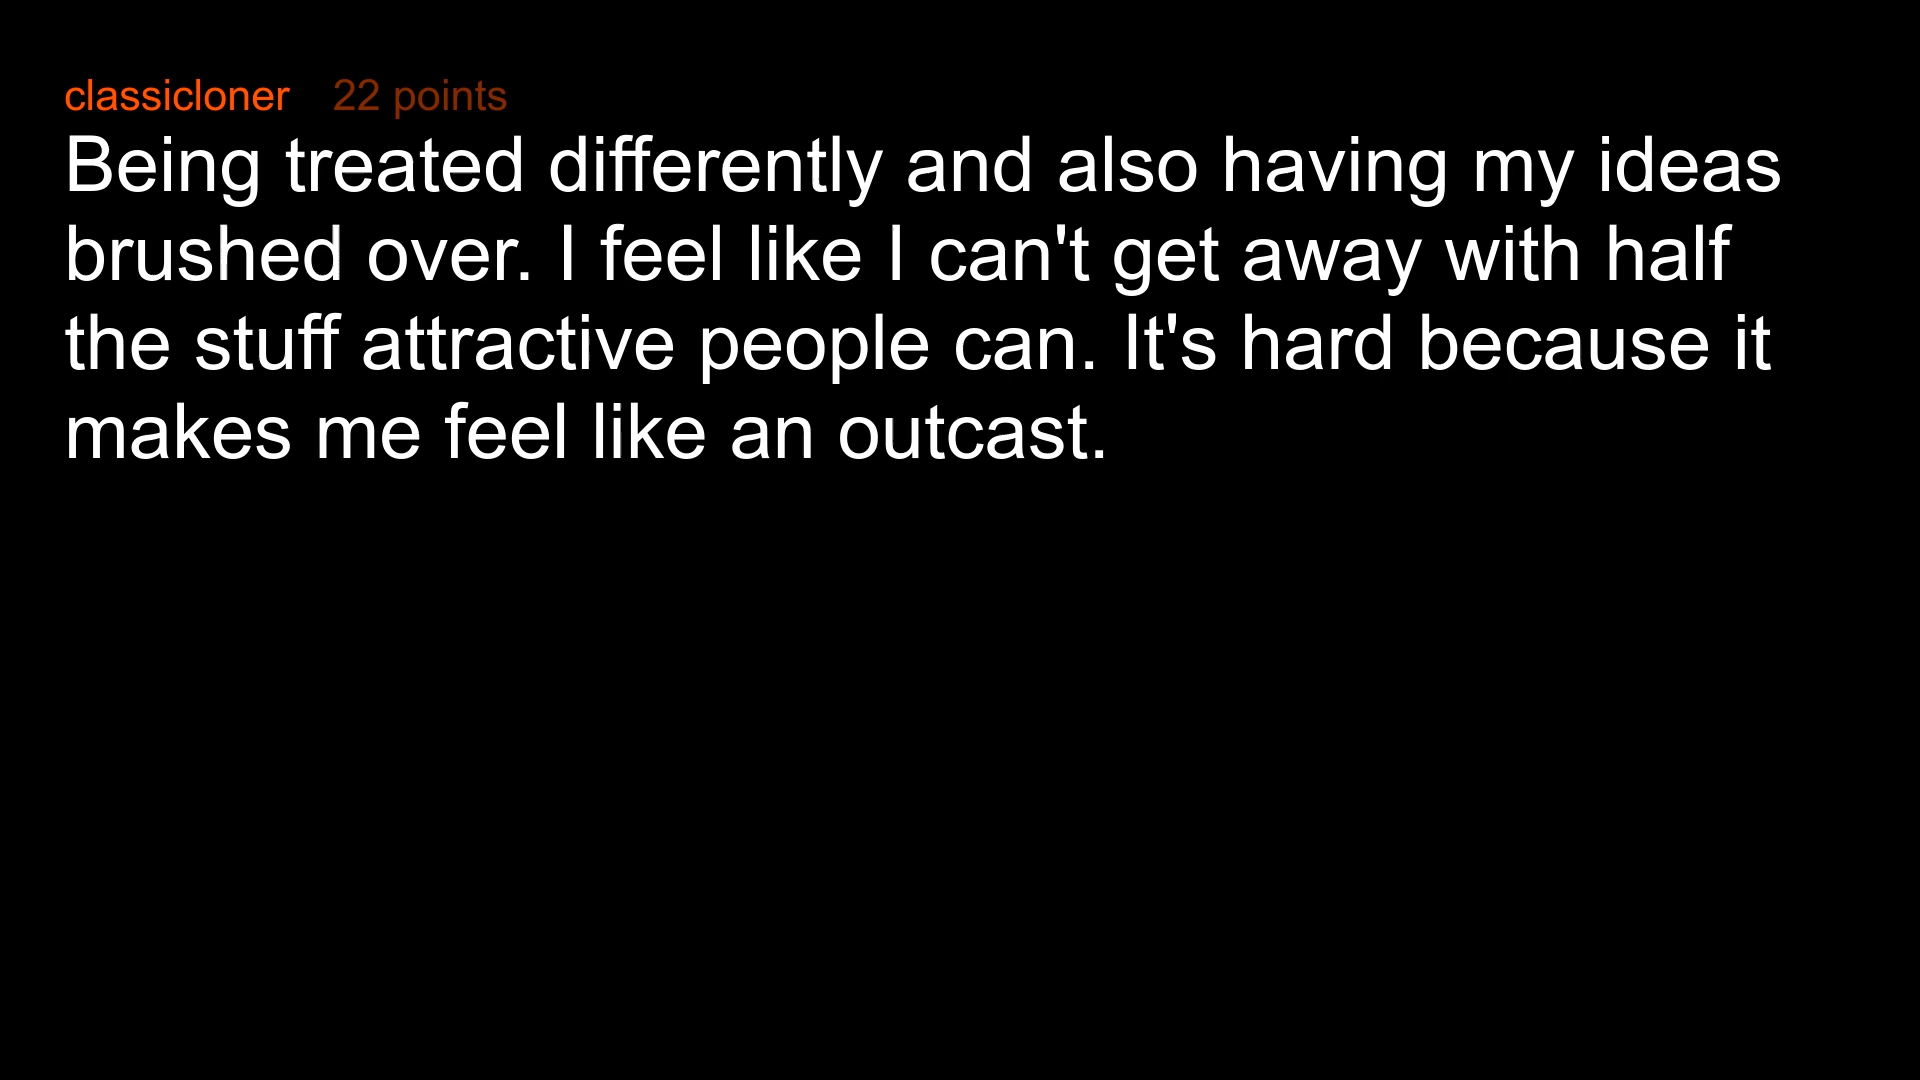 classicloner 22 points
Being treated differently and also having my ideas
brushed over. I feel like I can't get away with half
the stuff attractive people can. It's hard because it
makes me feel like an outcast.